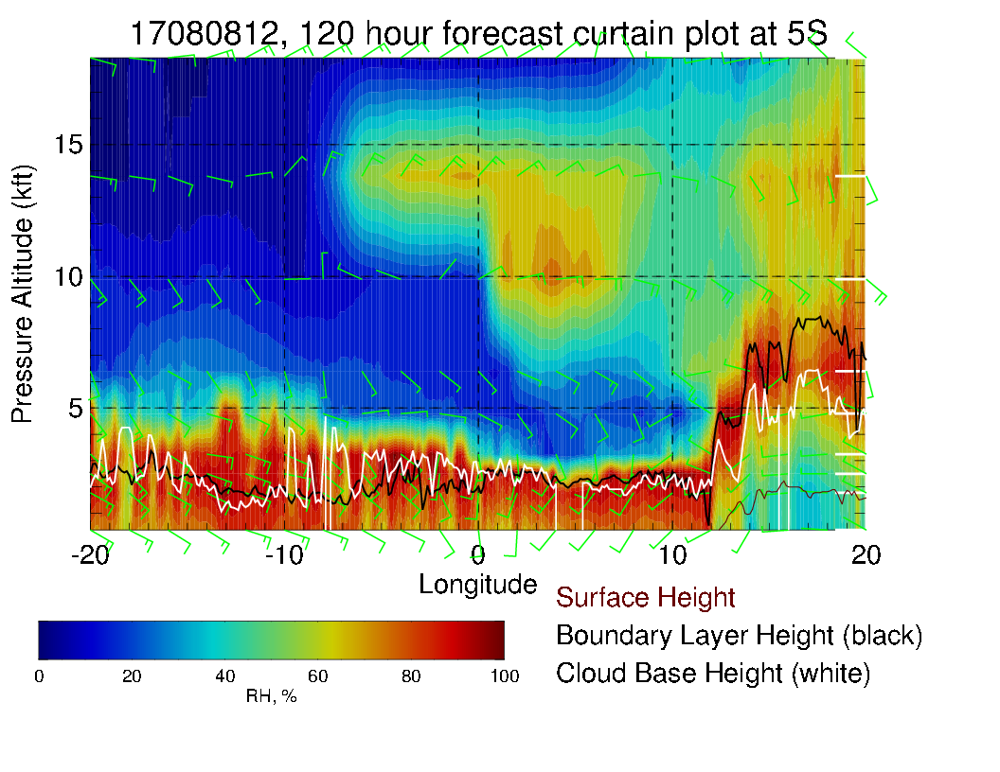 17080812, 120 hour forecast curtain plot at 5S
Pressure Altitude (kft)
15
10
5
-20 -10 0 10 20
Longitude
Surface Height
Boundary Layer Height (black)
Cloud Base Height (white)
0 20 40 60 80 100
RH, %